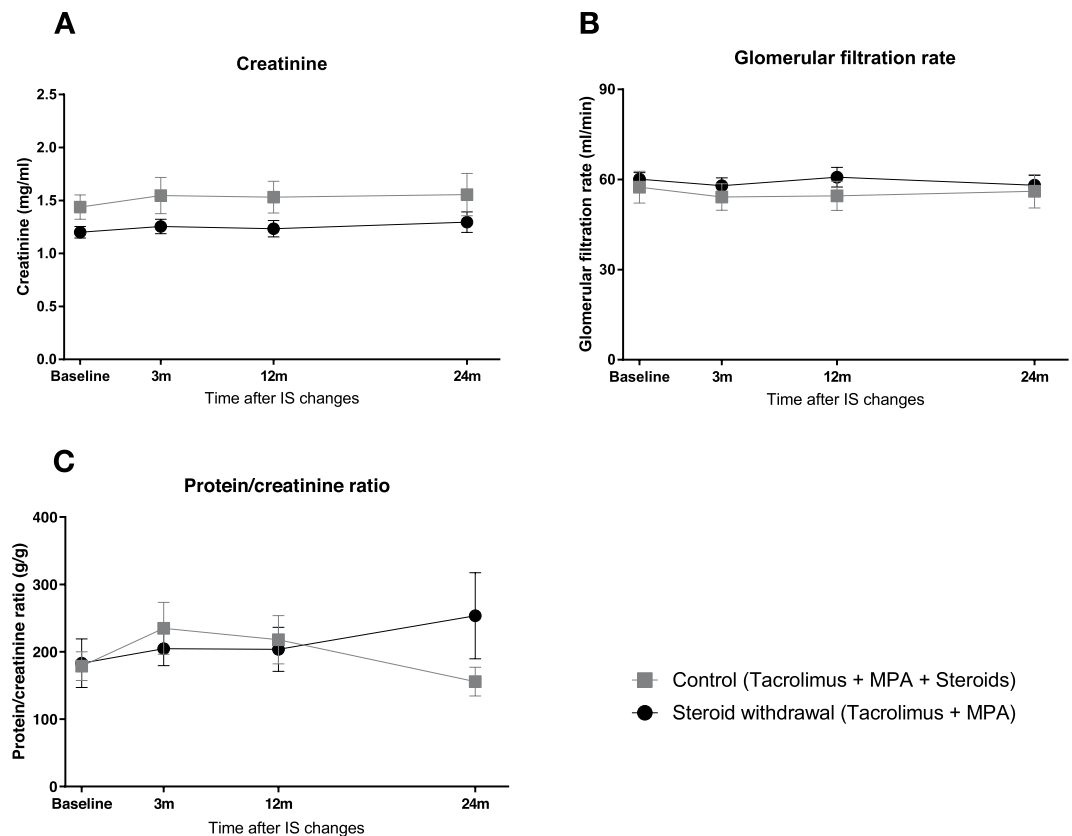 A
Creatinine
2.5
2.0
1.5
1.0
0.5
0.0
Creatinine (mg/ml)
Baseline 3m 12m 24m
Time after IS changes
B
Glomerular filtration rate
90
60
30
0
Glomerular filtration rate (ml/min)
Baseline 3m 12m 24m
Time after IS changes
C
Protein/creatinine ratio
400
300
200
100
0
Protein/creatinine ratio (g/g)
Baseline 3m 12m 24m
Time after IS changes
Control (Tacrolimus + MPA + Steroids)
Steroid withdrawal (Tacrolimus + MPA)